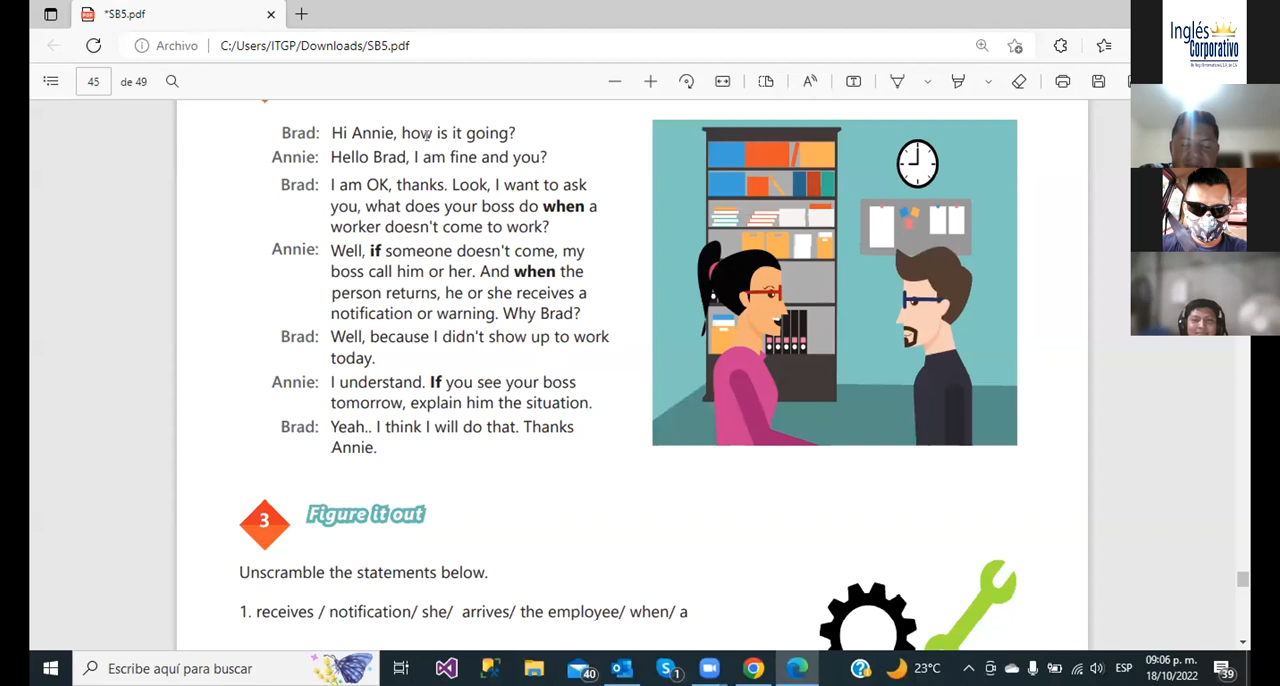 *SB5.pdf
Archivo
C:/Users/ITGP/Downloads/SB5.pdf
45
de 49
Inglés
Corporativo
Brad: Hi Annie, how is it going?
Annie: Hello Brad, I am fine and you?
Brad: I am OK, thanks. Look, I want to ask
you, what does your boss do when a
worker doesn't come to work?
Annie: Well, if someone doesn't come, my
boss call him or her. And when the
person returns, he or she receives a
notification or warning. Why Brad?
Brad: Well, because I didn't show up to work
today.
Annie: I understand. If you see your boss
tomorrow, explain him the situation.
Brad: Yeah.. I think I will do that. Thanks
Annie.
3
Figure it out
Unscramble the statements below.
1. receives / notification/ she/ arrives/ the employee/ when/ a
Escribe aquí para buscar
40
1
23°C
ESP
09:06 p. m.
18/10/2022
39